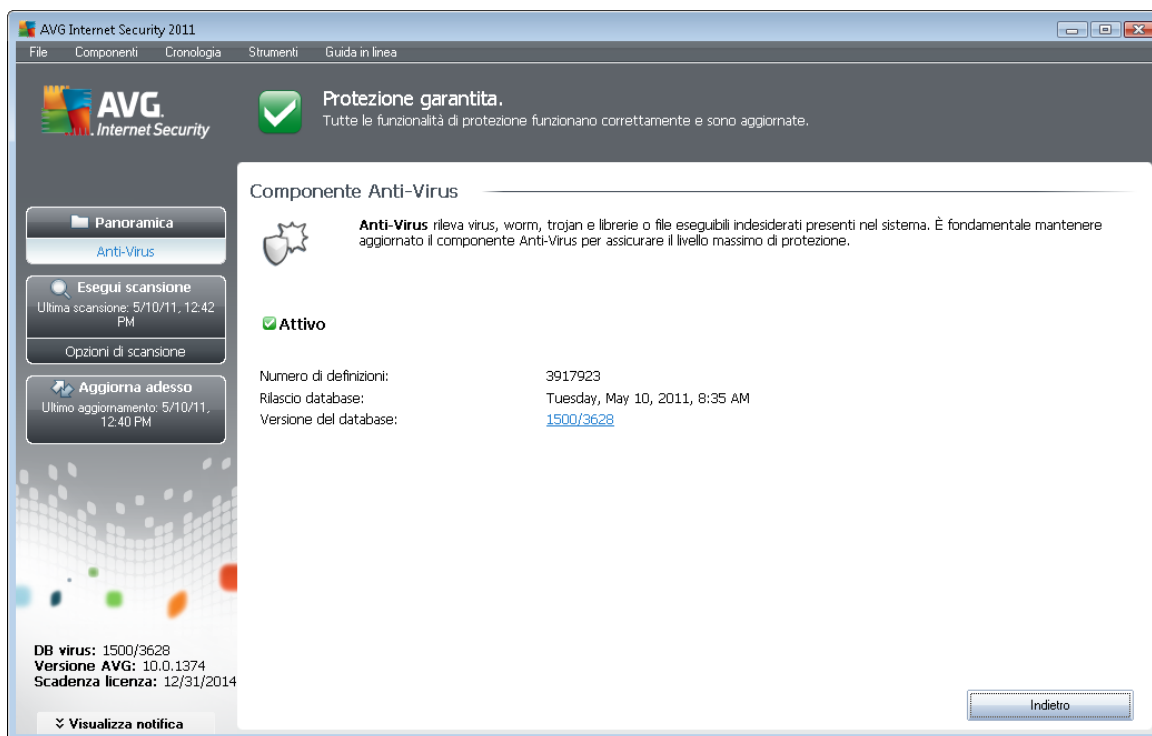 AVG Internet Security 2011
File Componenti Cronologia Strumenti Guida in linea
AVG.
Internet Security
Protezione garantita.
Tutte le funzionalità di protezione funzionano correttamente e sono aggiornate.
Panoramica
Anti-Virus
Esegui scansione
Ultima scansione: 5/10/11, 12:42
PM
Opzioni di scansione
Aggiorna adesso
Ultimo aggiornamento: 5/10/11,
12:40 PM
DB virus: 1500/3628
Versione AVG: 10.0.1374
Scadenza licenza: 12/31/2014
Visualizza notifica
Componente Anti-Virus
Anti-Virus rileva virus, worm, trojan e librerie o file eseguibili indesiderati presenti nel sistema. È fondamentale mantenere
aggiornato il componente Anti-Virus per assicurare il livello massimo di protezione.
Attivo
Numero di definizioni: 3917923
Rilascio database: Tuesday, May 10, 2011, 8:35 AM
Versione del database: 1500/3628
Indietro